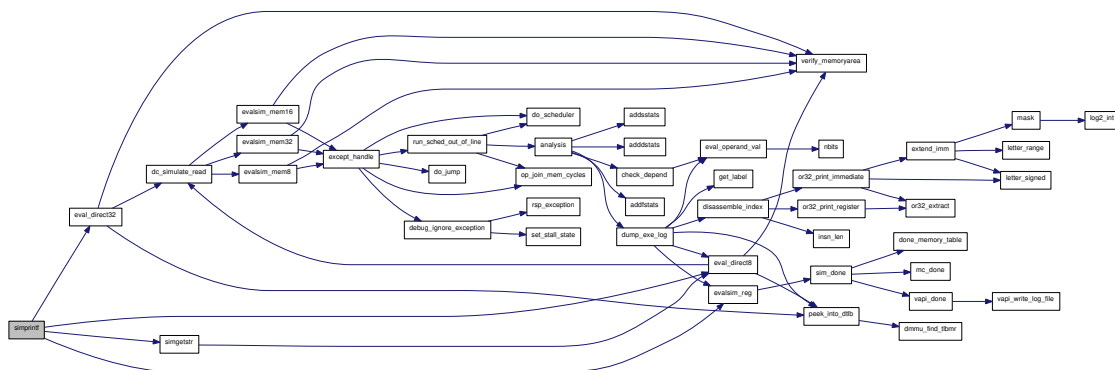 simprintf
eval_direct32
simgetstr
dc_simulate_read
evalsim_mem16
evalsim_mem32
evalsim_mem8
except_handle
run_sched_out_of_line
do_jump
debug_ignore_exception
do_scheduler
analysis
op_join_mem_cycles
rsp_exception
set_stall_state
addsstats
adddstats
check_depend
addfstats
dump_exe_log
eval_operand_val
get_label
disassemble_index
eval_direct8
evalsim_reg
verify_memoryarea
nbits
or32_print_immediate
or32_print_register
insn_len
sim_done
peek_into_dtlb
extend_imm
or32_extract
done_memory_table
mc_done
vapi_done
dmmu_find_tlbmr
mask
letter_range
letter_signed
vapi_write_log_file
log2_int